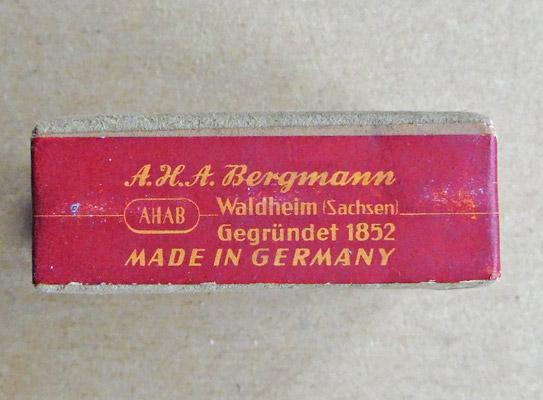 A.H.A. Bergmann
AHAB
Waldheim (Sachsen)
Gegründet 1852
MADE IN GERMANY